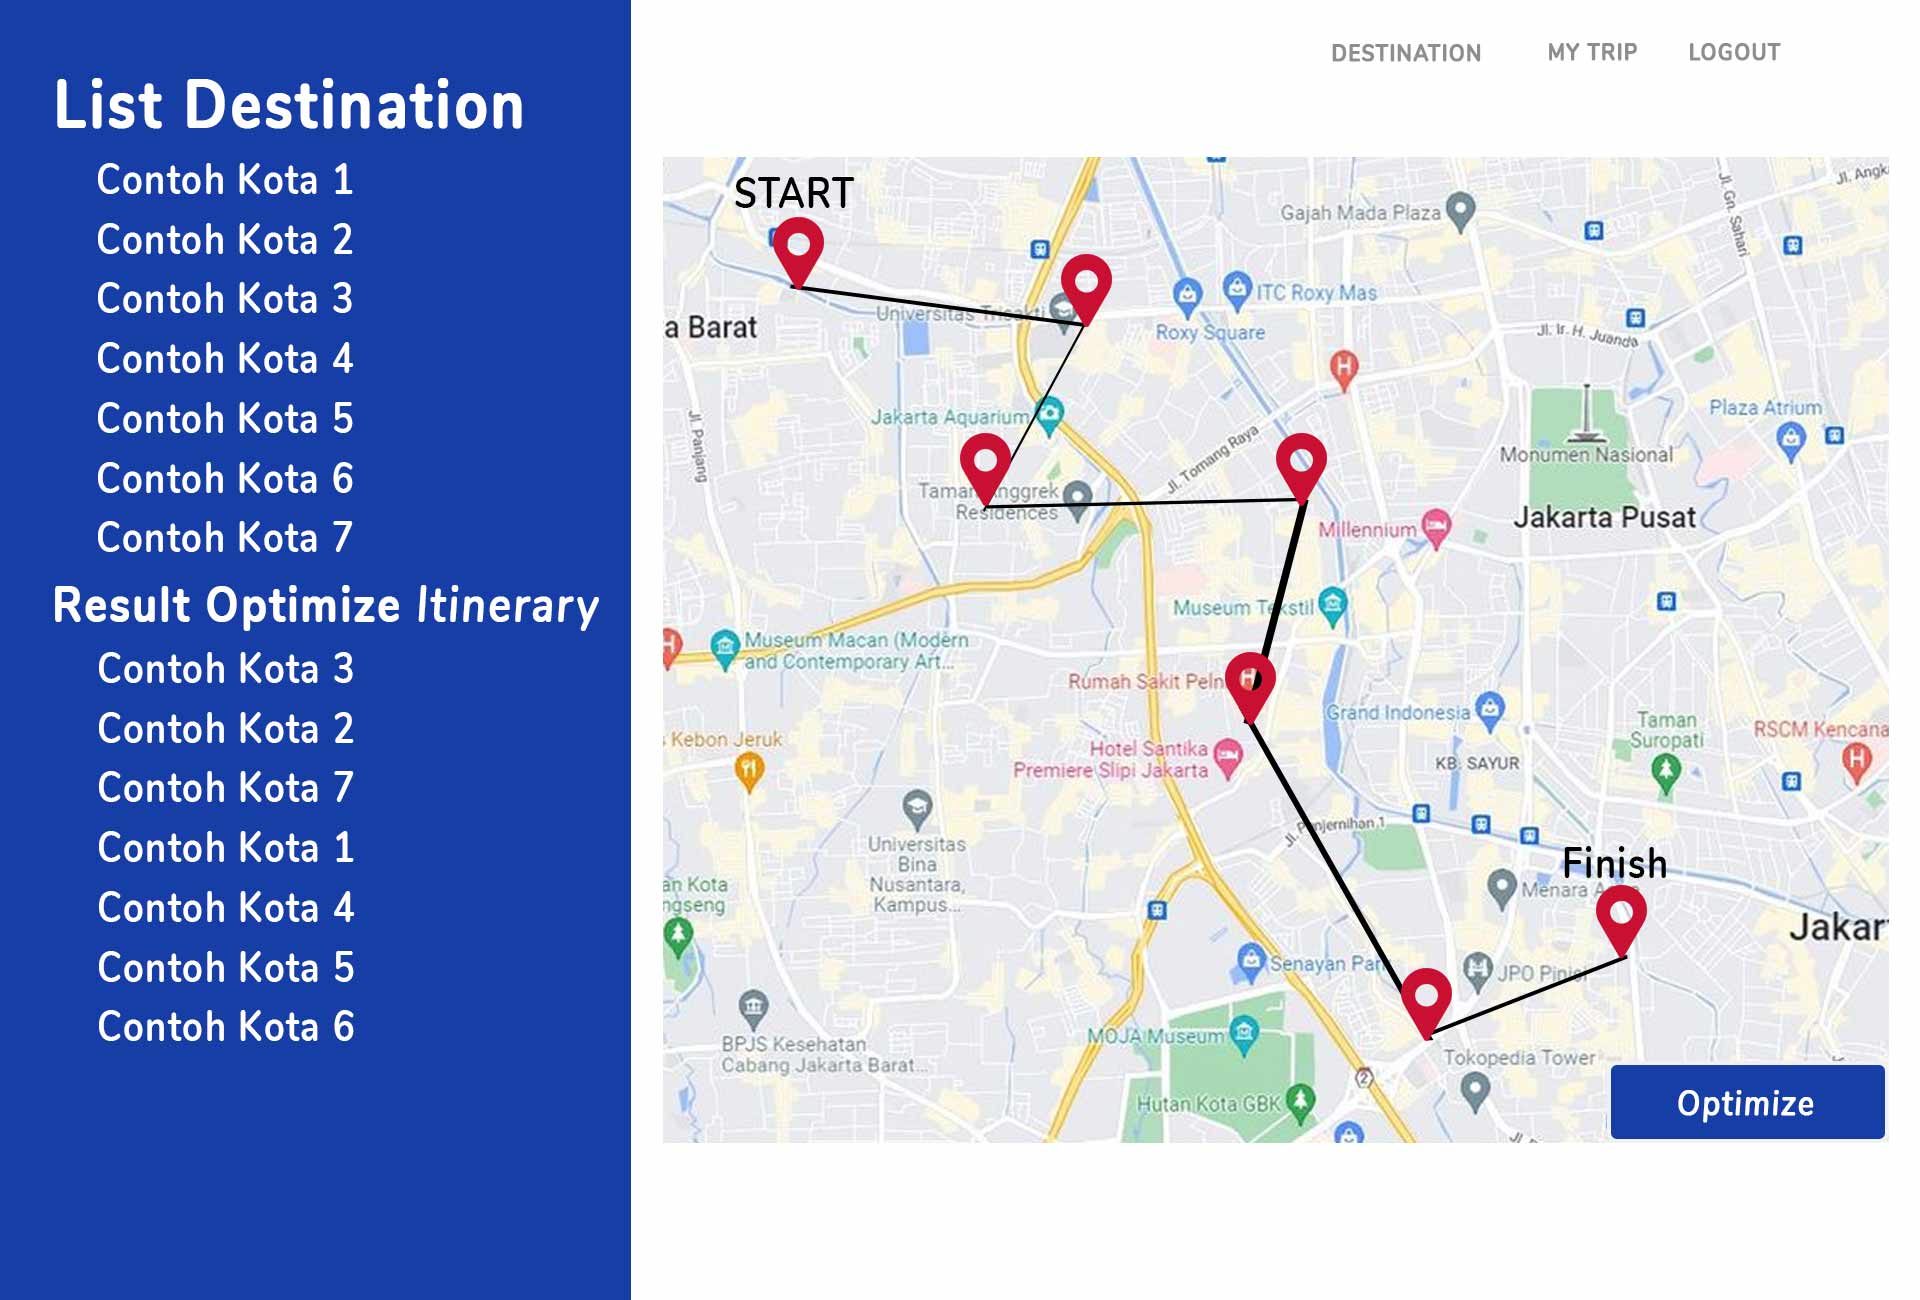 List Destination
Contoh Kota 1
Contoh Kota 2
Contoh Kota 3
Contoh Kota 4
Contoh Kota 5
Contoh Kota 6
Contoh Kota 7
Result Optimize Itinerary
Contoh Kota 3
Contoh Kota 2
Contoh Kota 7
Contoh Kota 1
Contoh Kota 4
Contoh Kota 5
Contoh Kota 6
DESTINATION
MY TRIP
LOGOUT
START
Jl. Angk
Jl. Gn. Sahari
Gajah Mada Plaza
ITC Roxy Mas
Universitas Trisakti
a Barat
Roxy Square
Jl. Ir. H. Juanda
H
Jakarta Aquarium
Plaza Atrium
Jl. Panjang
Jl. Tomang Raya
Monumen Nasional
Taman Anggrek
Residences
Jakarta Pusat
Millennium
Museum Tekstil
H
Museum Macan (Modern
and Contemporary Art...
Rumah Sakit Peln
H
Grand Indonesia
Taman
Suropati
RSCM Kencana
H
s Kebon Jeruk
Hotel Santika
Premiere Slipi Jakarta
KB. SAYUR
Jl. Penjernihan 1
Universitas
Bina
Nusantara,
Kampus...
Finish
an Kota
ngseng
Menara
Jakar
Senayan Park
JPO Pinisi
BPJS Kesehatan
Cabang Jakarta Barat...
MOJA Museum
Tokopedia Tower
2
Hutan Kota GBK
Optimize